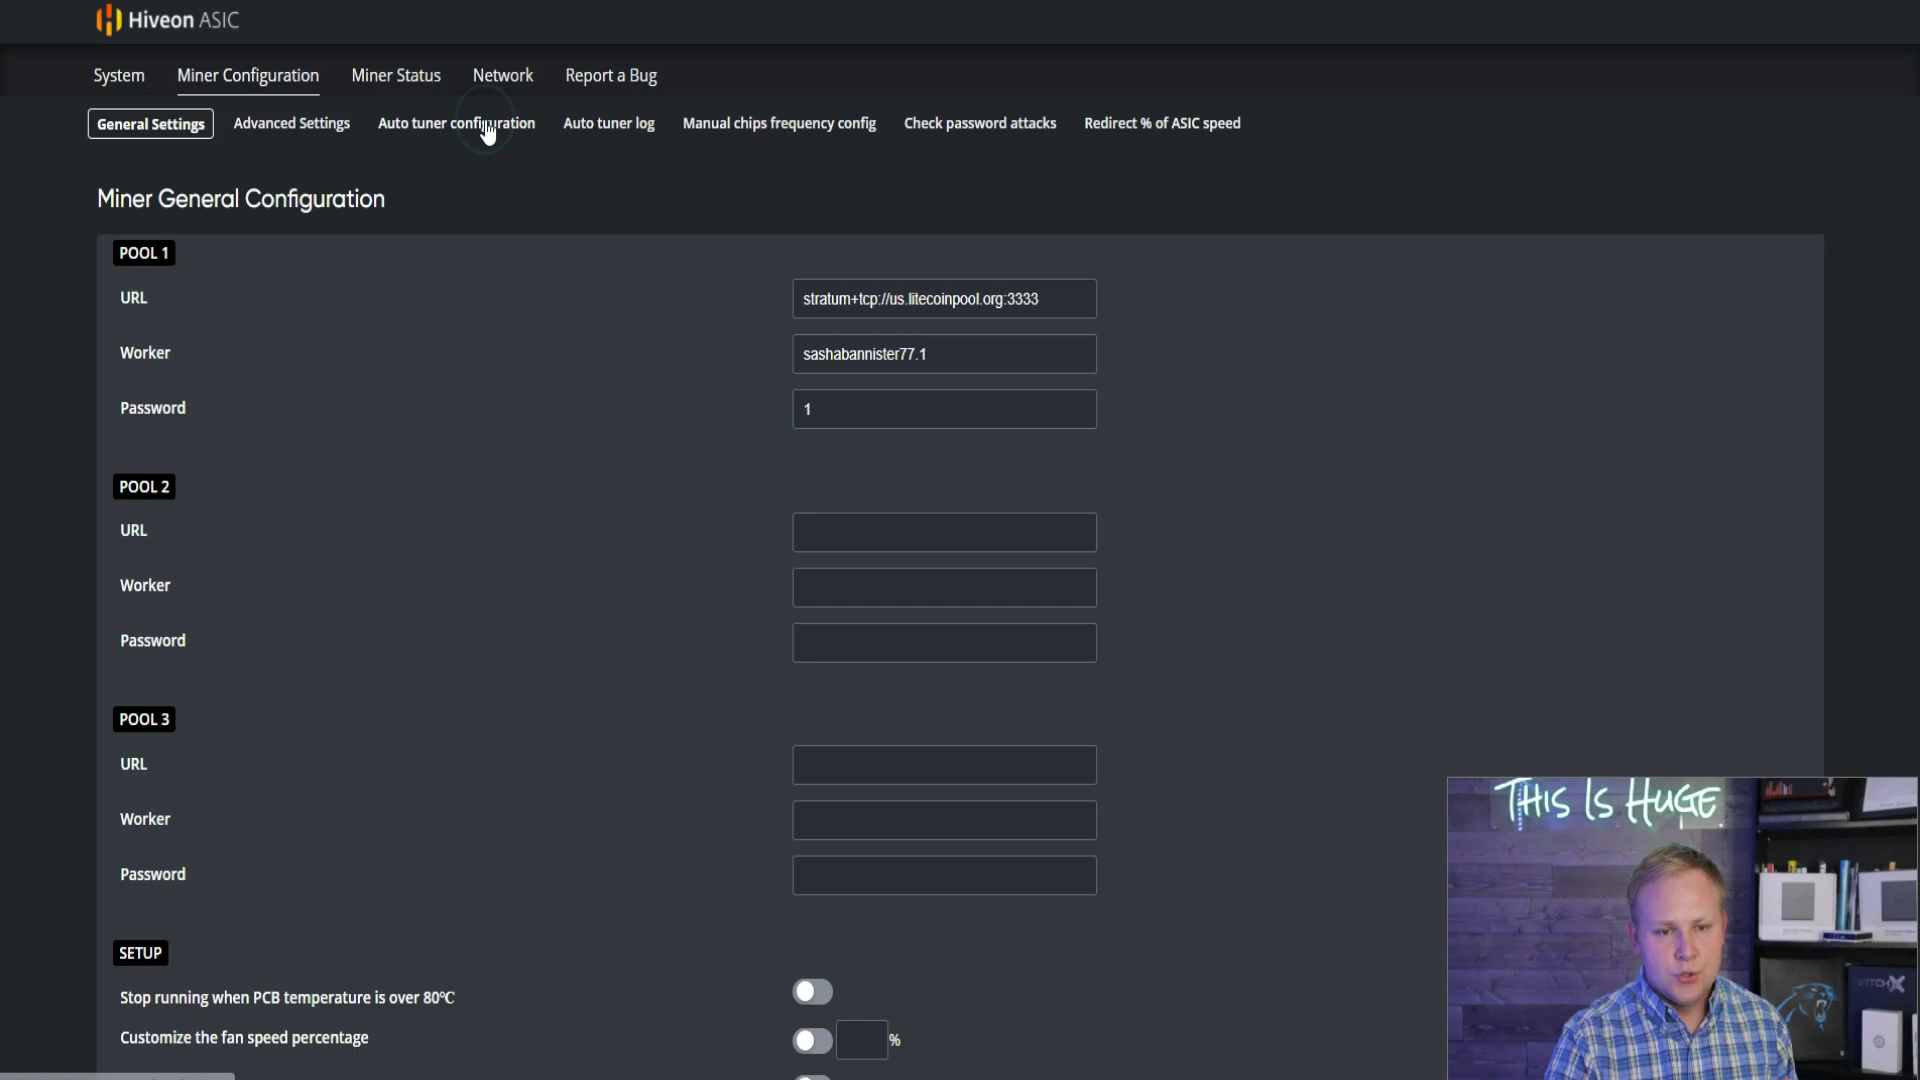 Hiveon ASIC
System Miner Configuration Miner Status Network Report a Bug
General Settings Advanced Settings Auto tuner configuration Auto tuner log Manual chips frequency config Check password attacks Redirect % of ASIC speed
Miner General Configuration
POOL 1
URL stratum+tcp://us.litecoinpool.org:3333
Worker sashabannister77.1
Password 1
POOL 2
URL
Worker
Password
POOL 3
URL
Worker
Password
SETUP
Stop running when PCB temperature is over 80℃
Customize the fan speed percentage %
THIS IS HUGE